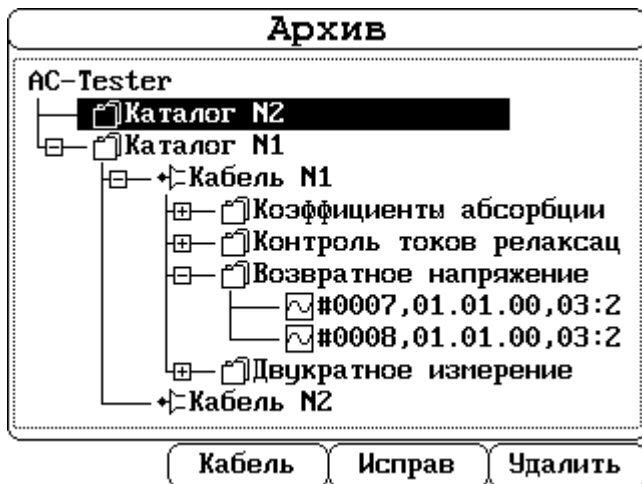 Архив
AC-Tester
Каталог N2
Каталог N1
Кабель N1
Коэффициенты абсорбции
Контроль токов релаксац
Возвратное напряжение
#0007,01.01.00,03:2
#0008,01.01.00,03:2
Двукратное измерение
Кабель N2
Кабель Исправ Удалить